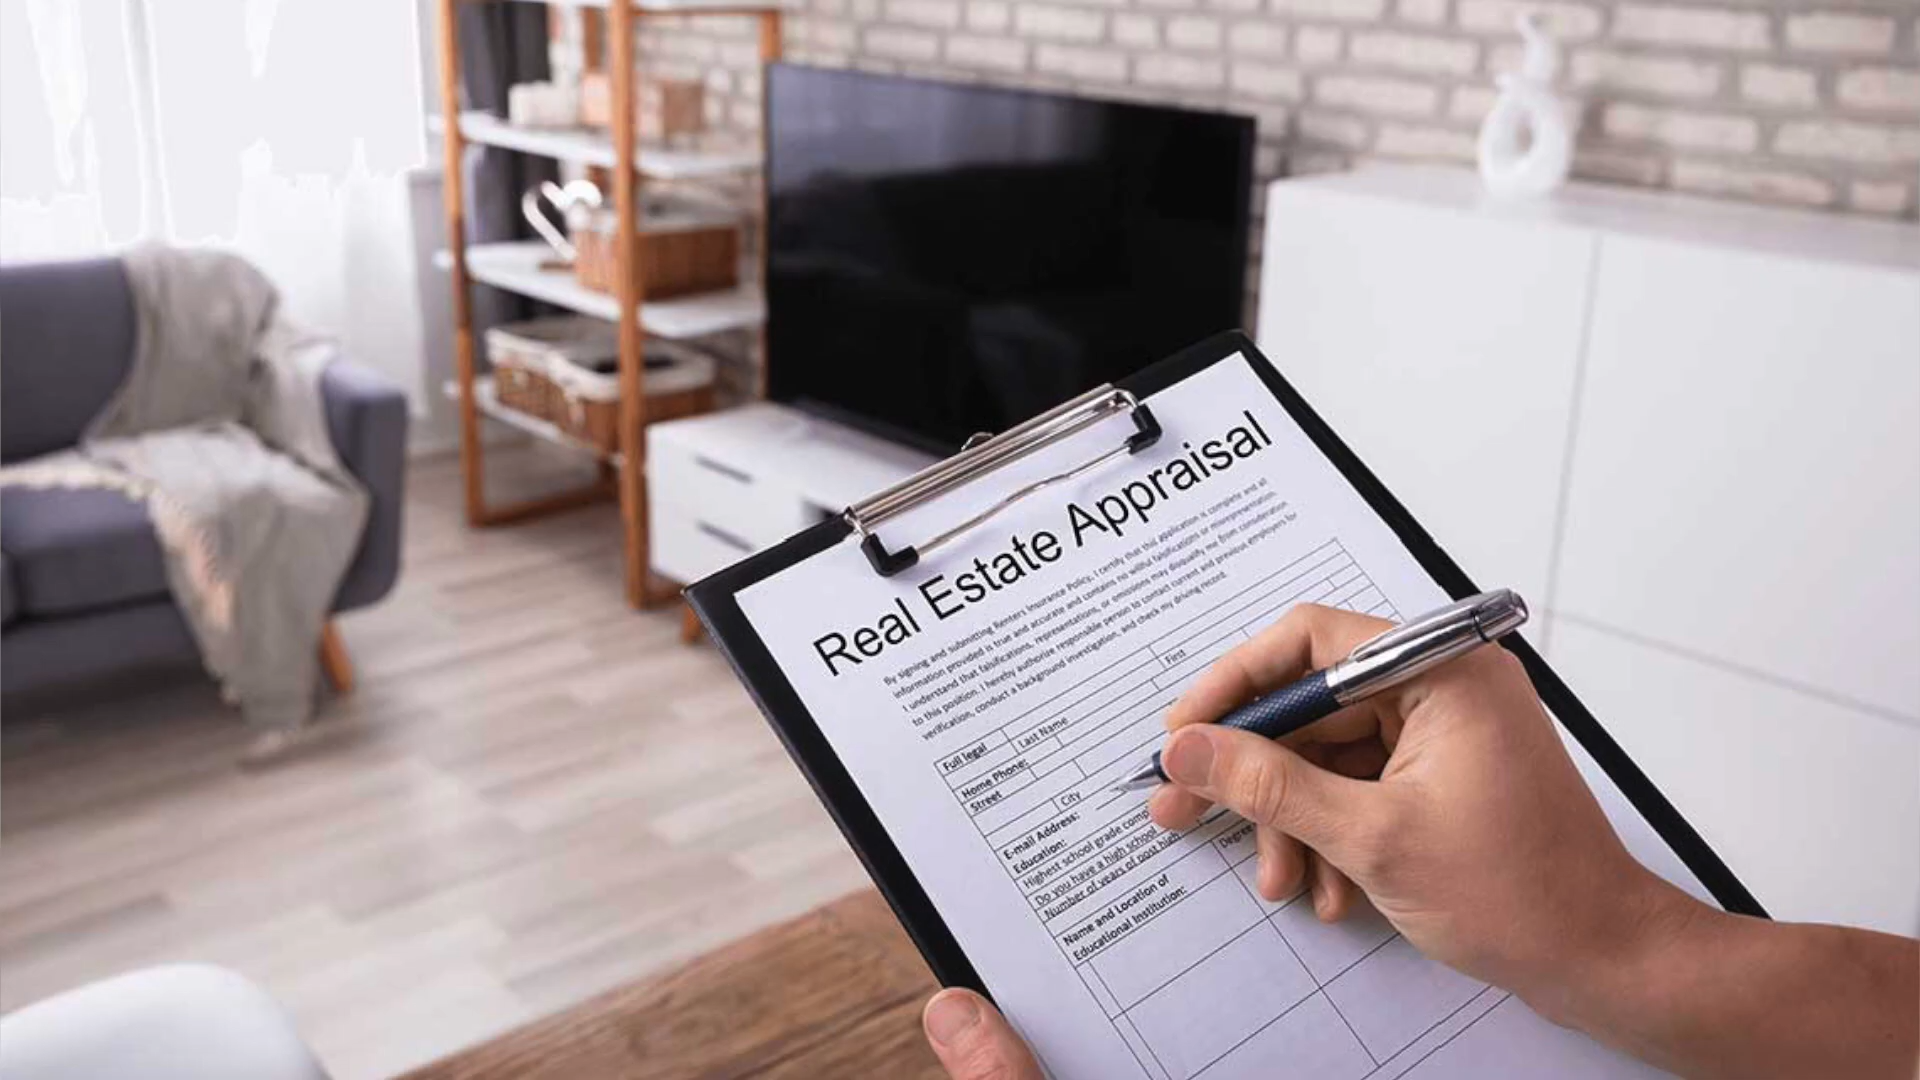 Real Estate Appraisal
By signing and submitting Renters Insurance Policy, I certify that this application is complete and all
information provided is true and accurate and contains no willful falsifications or misrepresentation.
I understand that falsifications, representations, or omissions may disqualify me from consideration
to this position. I hereby authorize responsible person to contact current and previous employers for
verification, conduct a background investigation, and check my driving record.
Full legal Last Name First
Home Phone:
Street City
E-mail Address:
Education:
Highest school grade comp
Do you have a high school
Number of years of post high
Name and Location of Degree
Educational Institution: